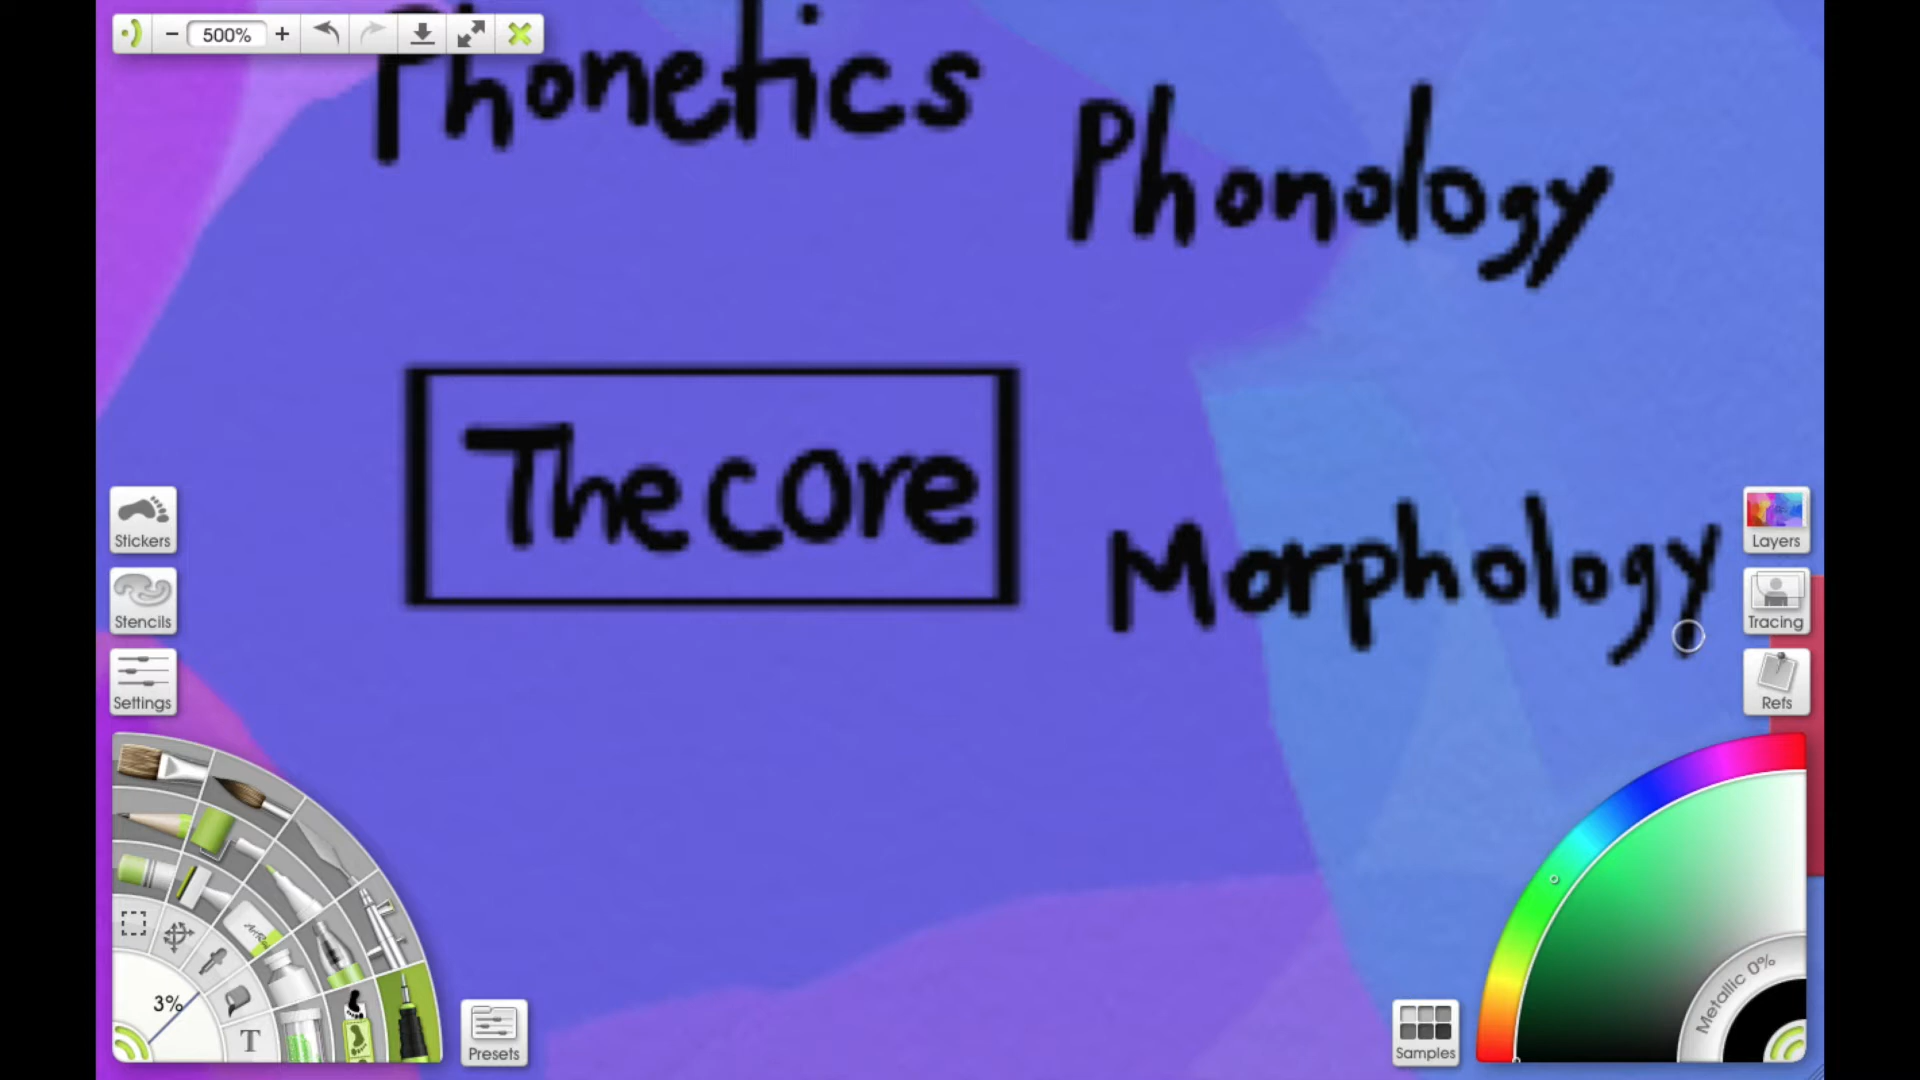 500%
Phonetics
Phonology
The core
Morphology
Stickers
Stencils
Settings
Layers
Tracing
Refs
3%
T
Presets
Samples
Metallic 0%